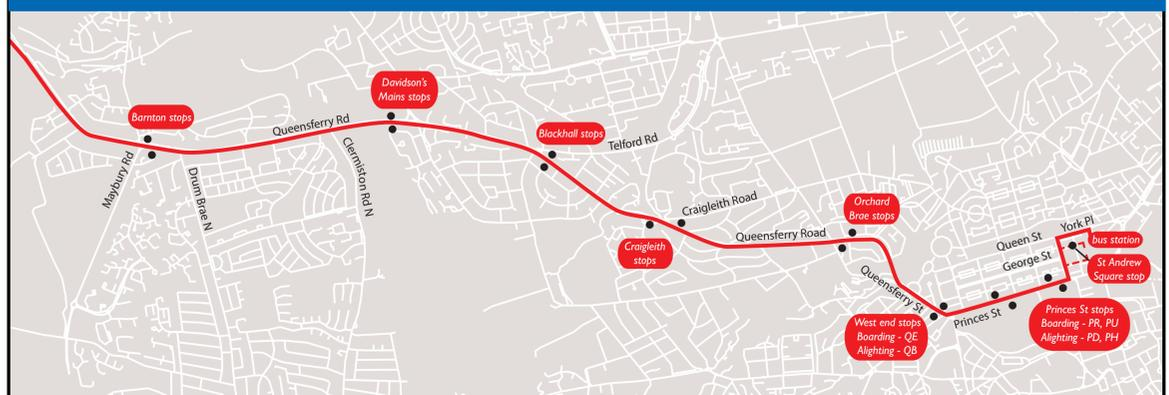 Davidson's
Mains stops
Barnton stops
Queensferry Rd
Blackhall stops
Telford Rd
Maybury Rd
Drum Brae N
Clermiston Rd N
Craigleith Road
Orchard
Brae stops
Craigleith
stops
Queensferry Road
York Pl
Queen St
bus station
George St
St Andrew
Square stop
Queensferry St
Princes St
West end stops
Boarding - QE
Alighting - QB
Princes St stops
Boarding - PR, PU
Alighting - PD, PH